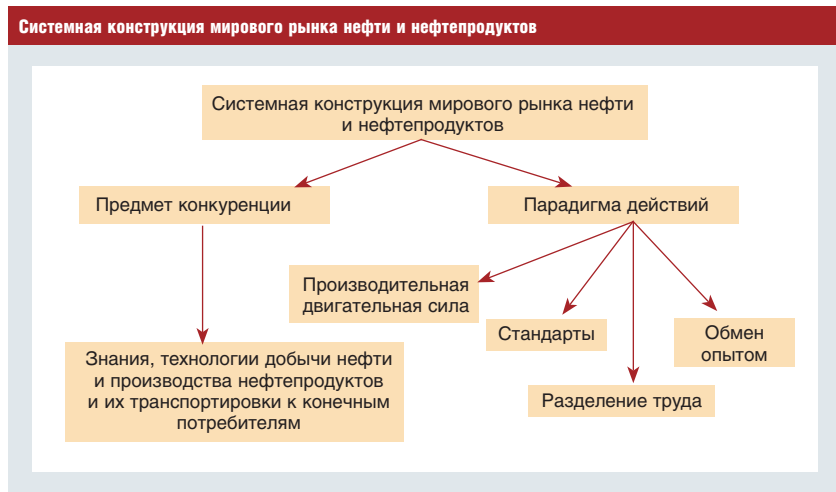 Системная конструкция мирового рынка нефти и нефтепродуктов
Системная конструкция мирового рынка нефти
и нефтепродуктов
Предмет конкуренции
Парадигма действий
Производительная
двигательная сила
Стандарты
Обмен
опытом
Знания, технологии добычи нефти
и производства нефтепродуктов
и их транспортировки к конечным
потребителям
Разделение труда